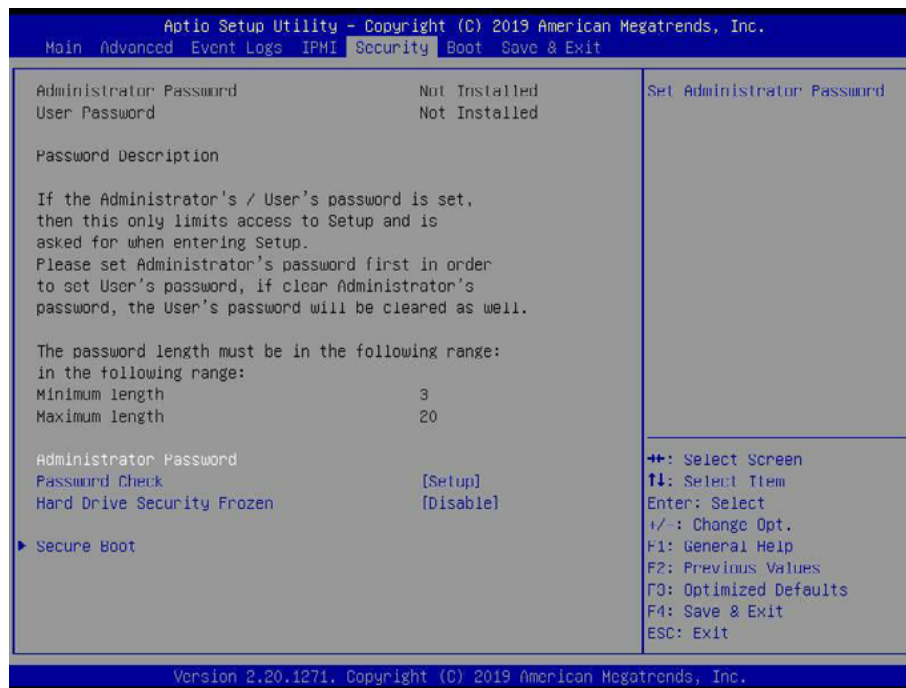 Aptio Setup Utility – Copyright (C) 2019 American Megatrends, Inc.
Main Advanced Event Logs IPMI Security Boot Save & Exit
Administrator Password Not Installed
User Password Not Installed
Password Description
If the Administrator's / User's password is set,
then this only limits access to Setup and is
asked for when entering Setup.
Please set Administrator's password first in order
to set User's password, if clear Administrator's
password, the User's password will be cleared as well.
The password length must be in the following range:
in the following range:
Minimum length 3
Maximum length 20
Administrator Password
Password Check [Setup]
Hard Drive Security Frozen [Disable]
Secure Boot
Set Administrator Password
→←: Select Screen
↑↓: Select Item
Enter: Select
+/-: Change Opt.
F1: General Help
F2: Previous Values
F3: Optimized Defaults
F4: Save & Exit
ESC: Exit
Version 2.20.1271. Copyright (C) 2019 American Megatrends, Inc.